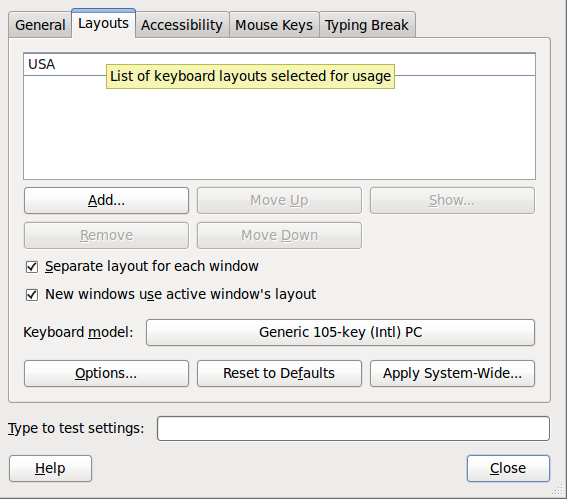 General Layouts Accessibility Mouse Keys Typing Break
USA
List of keyboard layouts selected for usage
Add... Move Up Show...
Remove Move Down
Separate layout for each window
New windows use active window's layout
Keyboard model: Generic 105-key (Intl) PC
Options... Reset to Defaults Apply System-Wide...
Type to test settings:
Help Close